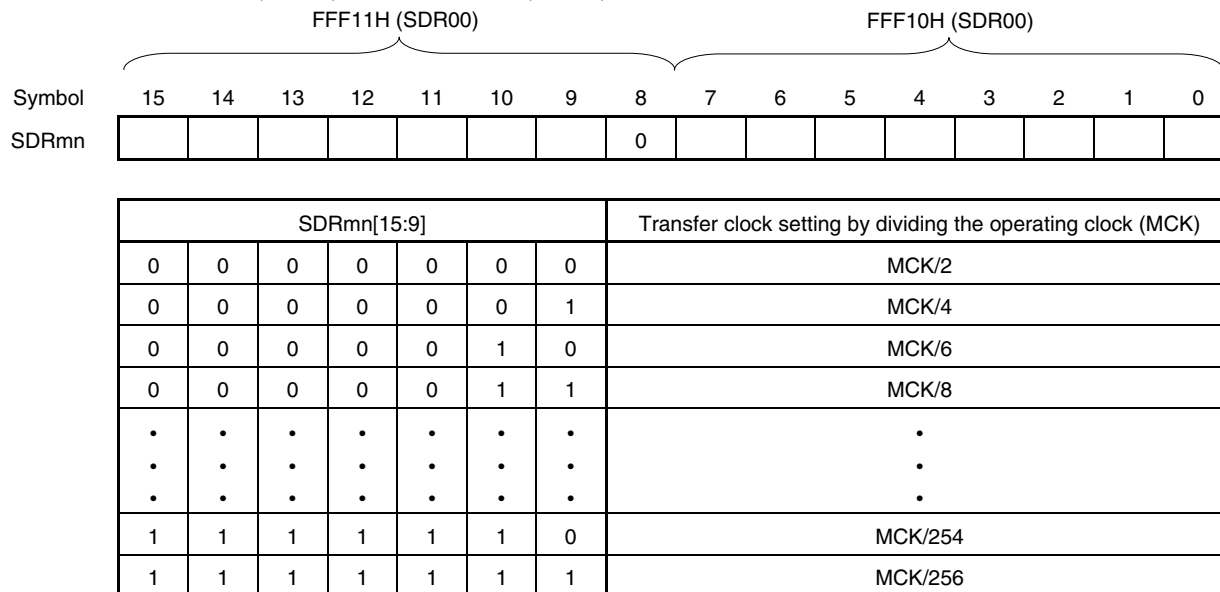 FFF11H (SDR00) FFF10H (SDR00)
Symbol 15 14 13 12 11 10 9 8 7 6 5 4 3 2 1 0
SDRmn 0
SDRmn[15:9] Transfer clock setting by dividing the operating clock (MCK)
0 0 0 0 0 0 0 MCK/2
0 0 0 0 0 0 1 MCK/4
0 0 0 0 0 1 0 MCK/6
0 0 0 0 0 1 1 MCK/8
• • • • • • • •
• • • • • • • •
• • • • • • • •
1 1 1 1 1 1 0 MCK/254
1 1 1 1 1 1 1 MCK/256